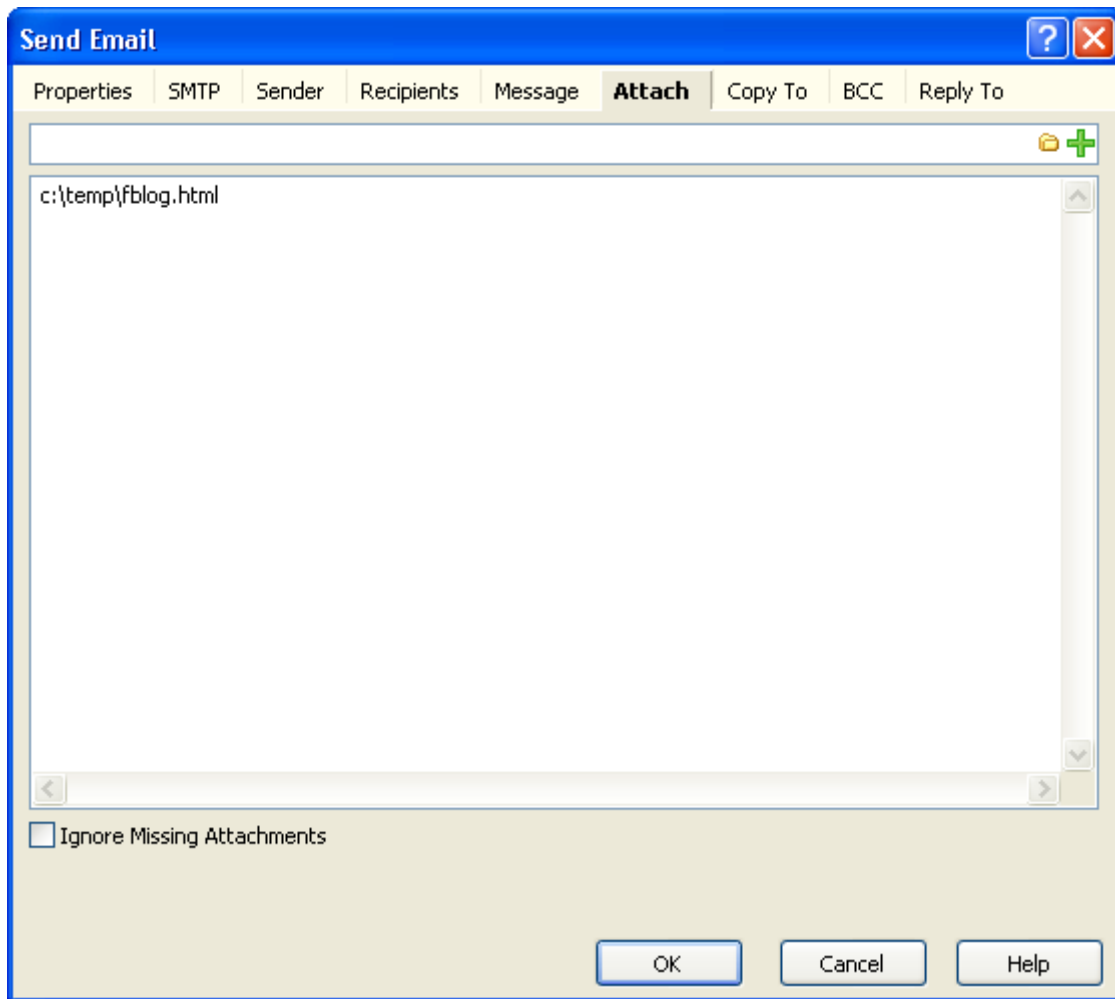 Send Email
Properties SMTP Sender Recipients Message Attach Copy To BCC Reply To
c:\temp\fblog.html
Ignore Missing Attachments
OK Cancel Help